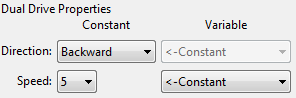 Dual Drive Properties
Constant Variable
Direction: Backward <-Constant
Speed: 5 <-Constant